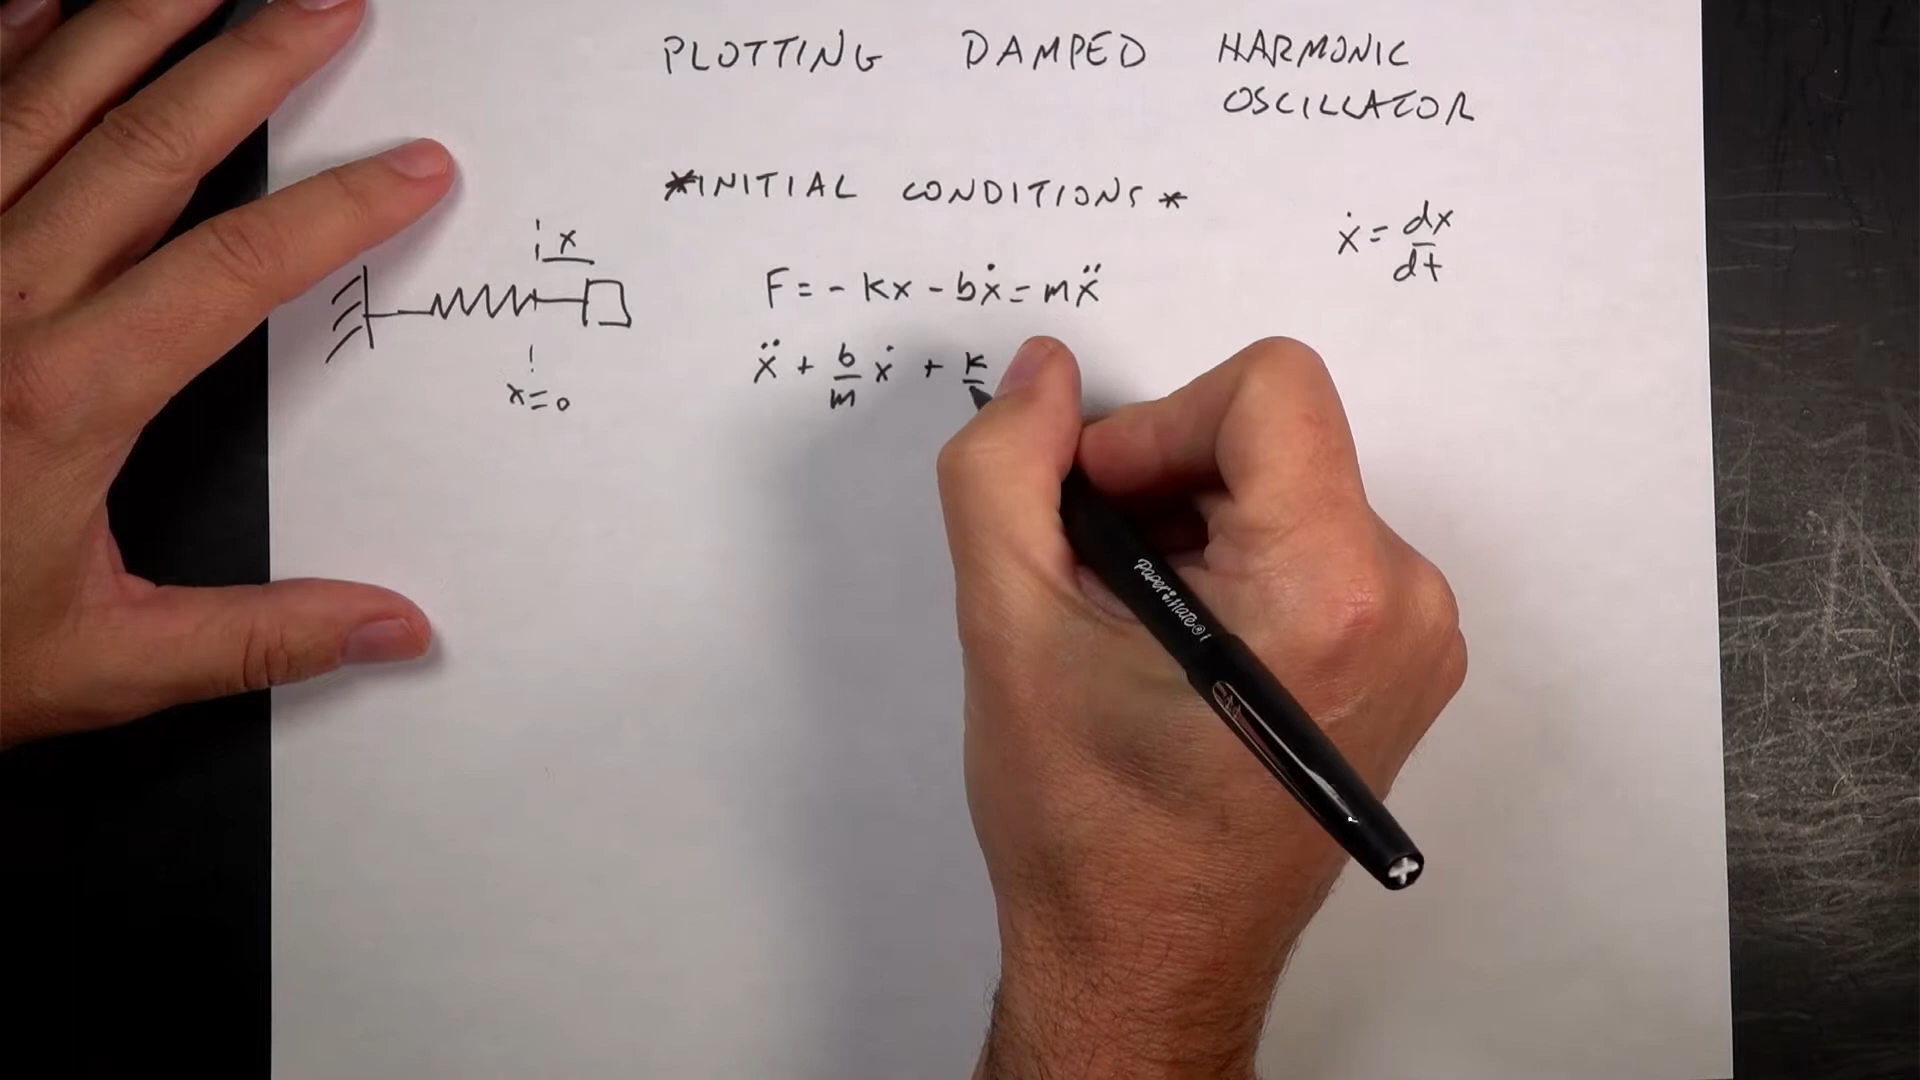 PLOTTING DAMPED HARMONIC
OSCILLATOR
*INITIAL CONDITIONS*
ẋ = dx/dt
x
F = - kx - bẋ = mẍ
ẍ + b/m ẋ + k
x=0
paper:mate